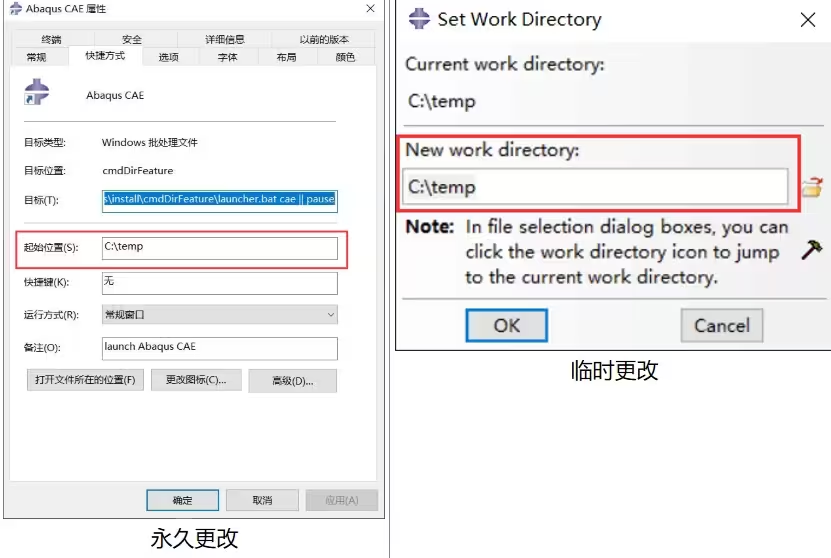 Abaqus CAE 属性
终端 安全 详细信息 以前的版本
常规 快捷方式 选项 字体 布局 颜色
Abaqus CAE
目标类型: Windows 批处理文件
目标位置: cmdDirFeature
目标(T): s\install\cmdDirFeature\launcher.bat cae || pause
起始位置(S): C:\temp
快捷键(K): 无
运行方式(R): 常规窗口
备注(O): launch Abaqus CAE
打开文件所在的位置(F) 更改图标(C)... 高级(D)...
确定 取消 应用(A)
永久更改
Set Work Directory
Current work directory:
C:\temp
New work directory:
C:\temp
Note: In file selection dialog boxes, you can
click the work directory icon to jump
to the current work directory.
OK Cancel
临时更改